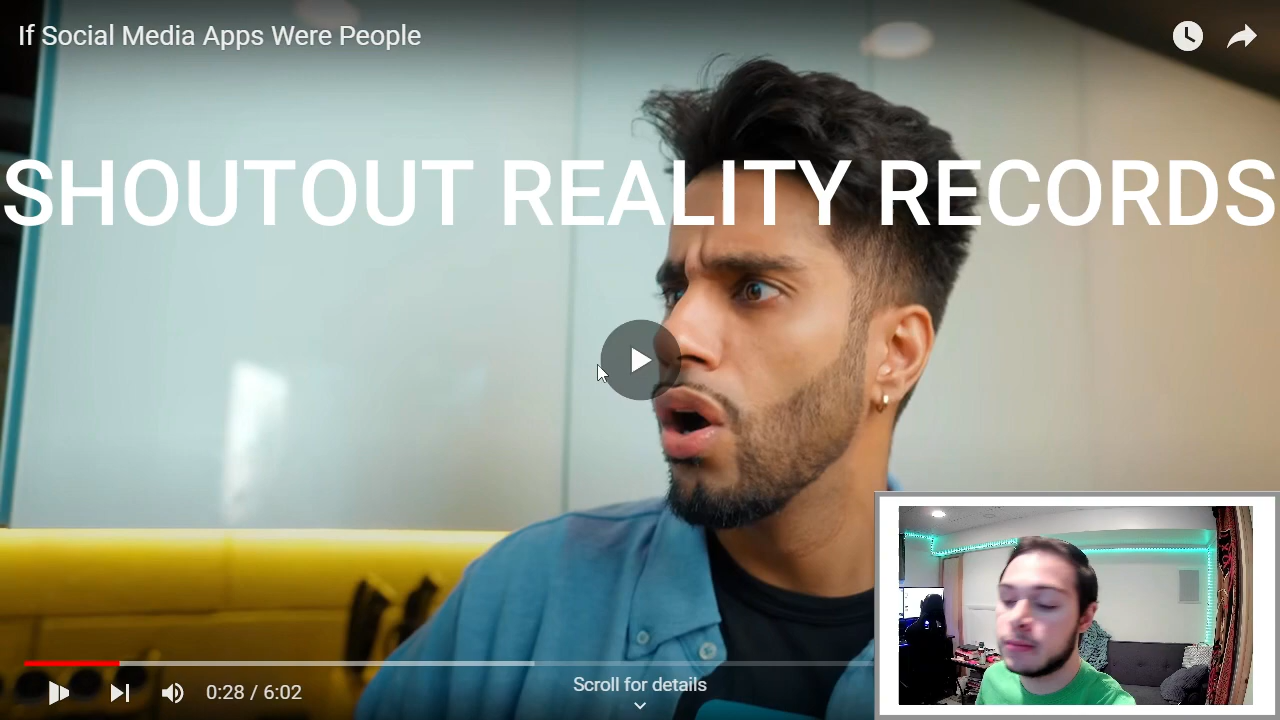 If Social Media Apps Were People
SHOUTOUT REALITY RECORDS
0:28 / 6:02
Scroll for details